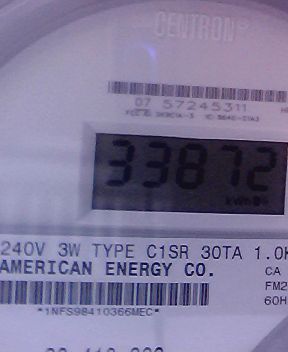 CENTRON®
07 57245311
33872
kWh
240V 3W TYPE C1SR 30TA 1.0K
AMERICAN ENERGY CO.
CA
FM2
60H
*1NFS98410366MEC*